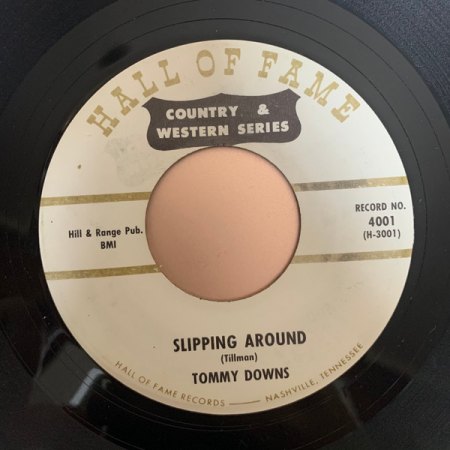 HALL OF FAME
COUNTRY &
WESTERN SERIES
Hill & Range Pub.
BMI
RECORD NO.
4001
(H-3001)
SLIPPING AROUND
(Tillman)
TOMMY DOWNS
HALL OF FAME RECORDS — NASHVILLE, TENNESSEE